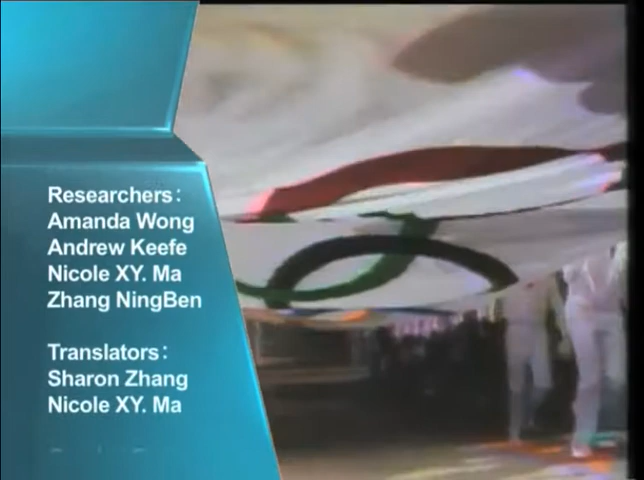 Researchers:
Amanda Wong
Andrew Keefe
Nicole XY. Ma
Zhang NingBen
Translators:
Sharon Zhang
Nicole XY. Ma